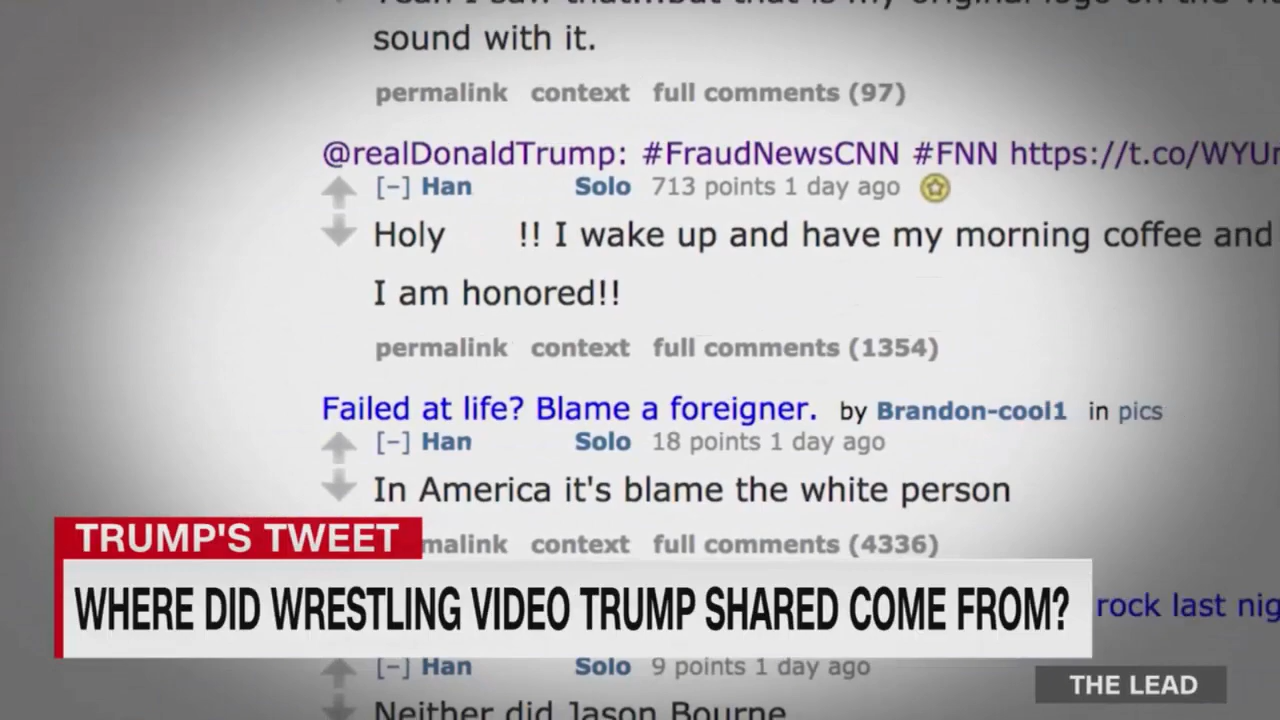 sound with it.
permalink context full comments (97)
@realDonaldTrump: #FraudNewsCNN #FNN https://t.co/WYUr
[–] Han Solo 713 points 1 day ago
Holy !! I wake up and have my morning coffee and
I am honored!!
permalink context full comments (1354)
Failed at life? Blame a foreigner. by Brandon-cool1 in pics
[–] Han Solo 18 points 1 day ago
In America it's blame the white person
TRUMP'S TWEET
malink context full comments (4336)
WHERE DID WRESTLING VIDEO TRUMP SHARED COME FROM?
rock last nig
[–] Han Solo 9 points 1 day ago
THE LEAD
Neither did Jason Bourne